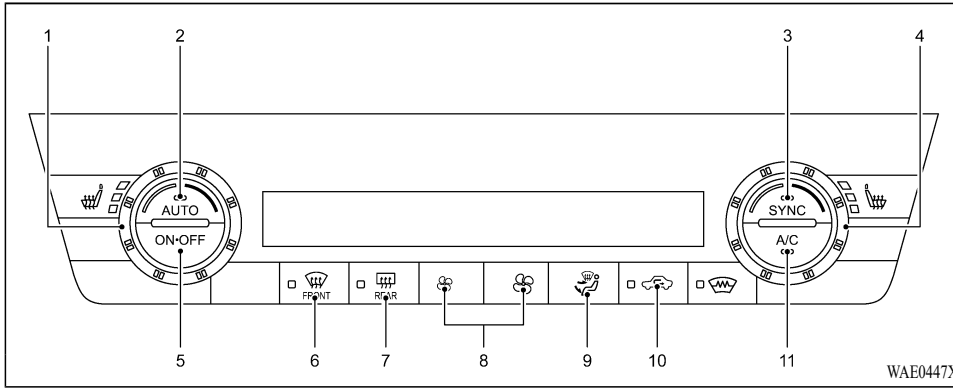 1 2 3 4
AUTO SYNC
ON•OFF A/C
FRONT REAR
5 6 7 8 9 10 11
WAE0447X